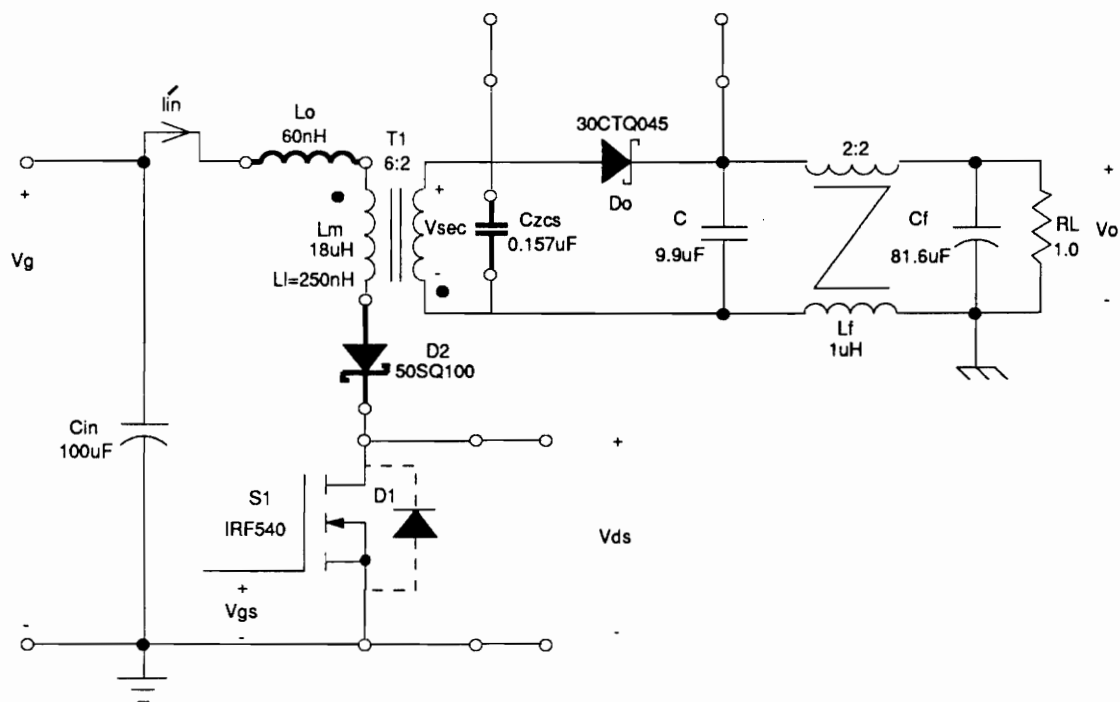 Iin
Lo
60nH
T1
6:2
30CTQ045
Do
2:2
+
Vg
-
Lm
18uH
Ll=250nH
+
Vsec
-
Czcs
0.157uF
C
9.9uF
Cf
81.6uF
RL
1.0
+
Vo
-
Lf
1uH
D2
50SQ100
Cin
100uF
S1
IRF540
D1
+
Vgs
-
+
Vds
-